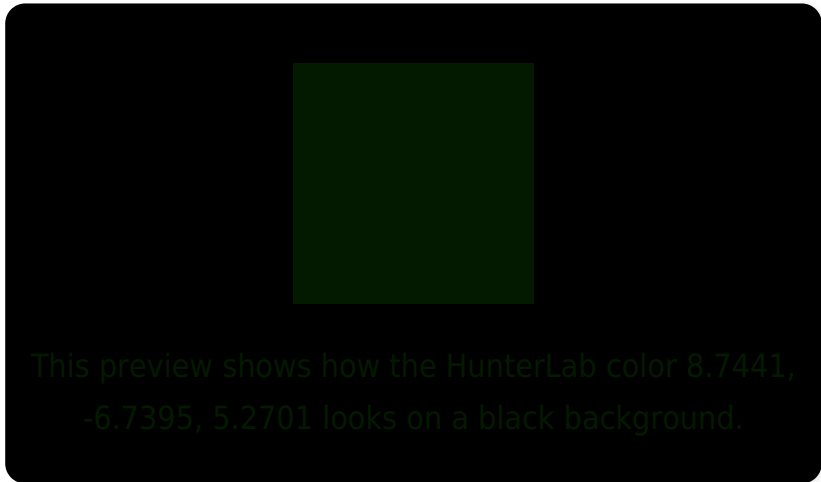 This preview shows how the HunterLab color 8.7441,
-6.7395, 5.2701 looks on a black background.